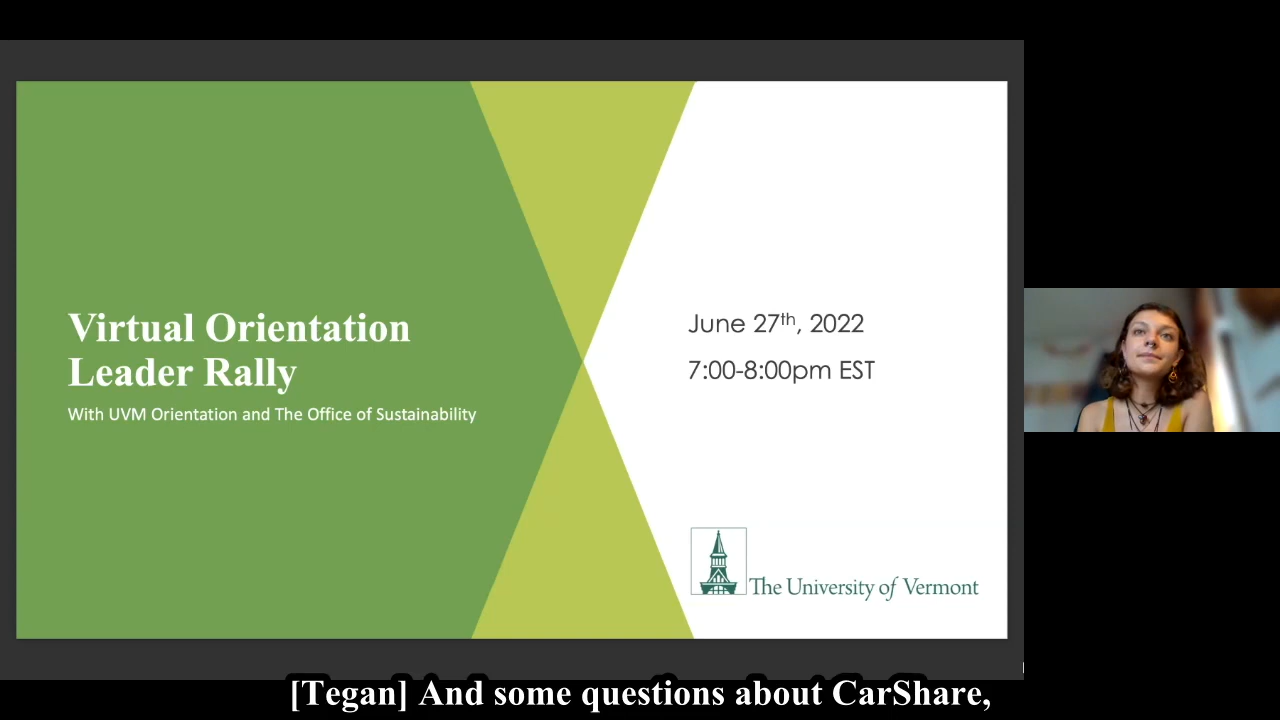 Virtual Orientation
Leader Rally
With UVM Orientation and The Office of Sustainability
June 27th, 2022
7:00-8:00pm EST
The University of Vermont
[Tegan] And some questions about CarShare,